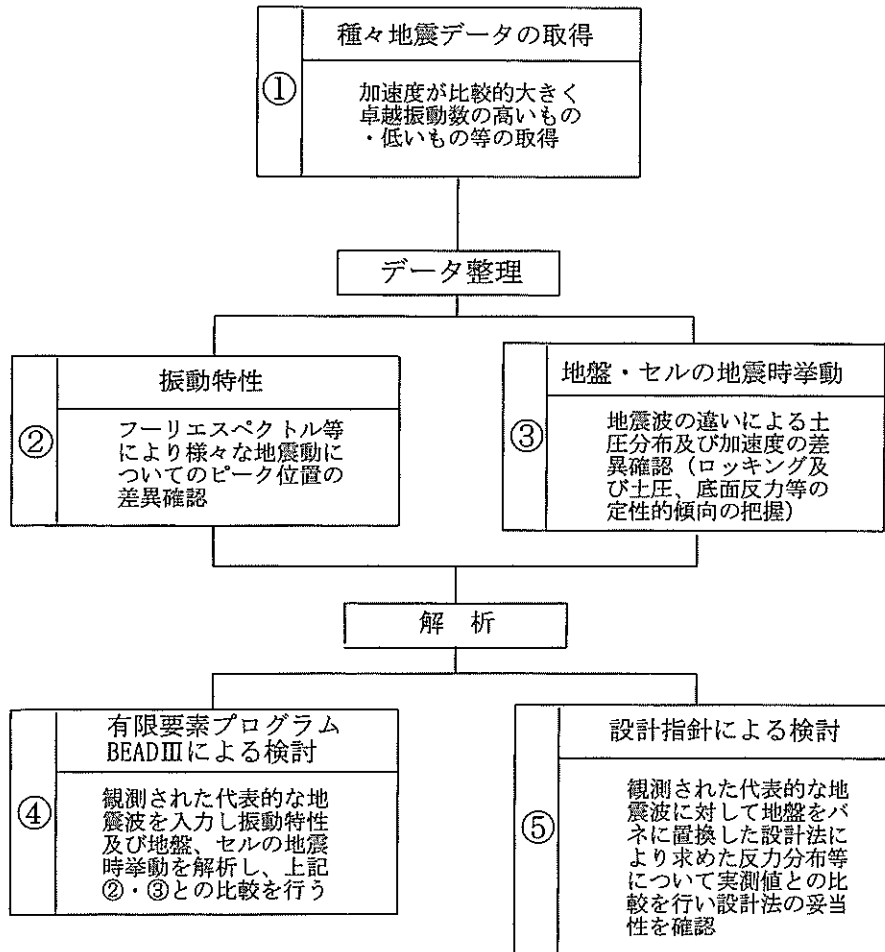 ①
種々地震データの取得
加速度が比較的大きく
卓越振動数の高いもの
・低いもの等の取得
データ整理
②
振動特性
フーリエスペクトル等
により様々な地震動に
ついてのピーク位置の
差異確認
③
地盤・セルの地震時挙動
地震波の違いによる土
圧分布及び加速度の差
異確認（ロッキング及
び土圧、底面反力等の
定性的傾向の把握）
解 析
④
有限要素プログラム
BEADⅢによる検討
観測された代表的な地
震波を入力し振動特性
及び地盤、セルの地震
時挙動を解析し、上記
②・③との比較を行う
⑤
設計指針による検討
観測された代表的な地
震波に対して地盤をバ
ネに置換した設計法に
より求めた反力分布等
について実測値との比
較を行い設計法の妥当
性を確認